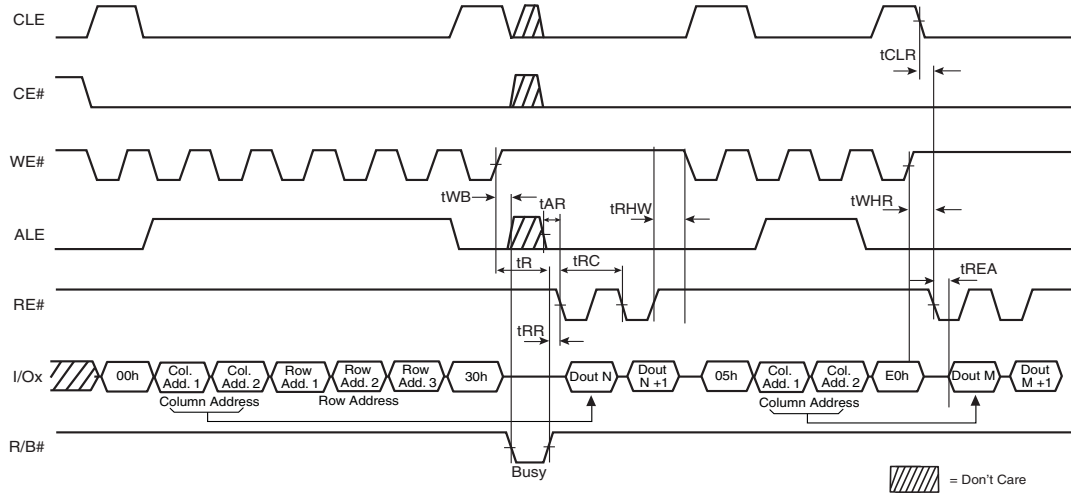 CLE
tCLR
CE#
WE#
tWB
tAR
tRHW
tWHR
ALE
tR
tRC
tREA
RE#
tRR
I/Ox
00h
Col.
Add. 1
Col.
Add. 2
Row
Add. 1
Row
Add. 2
Row
Add. 3
30h
Dout N
Dout
N +1
05h
Col.
Add. 1
Col.
Add. 2
E0h
Dout M
Dout
M +1
Column Address
Row Address
Column Address
R/B#
Busy
= Don't Care